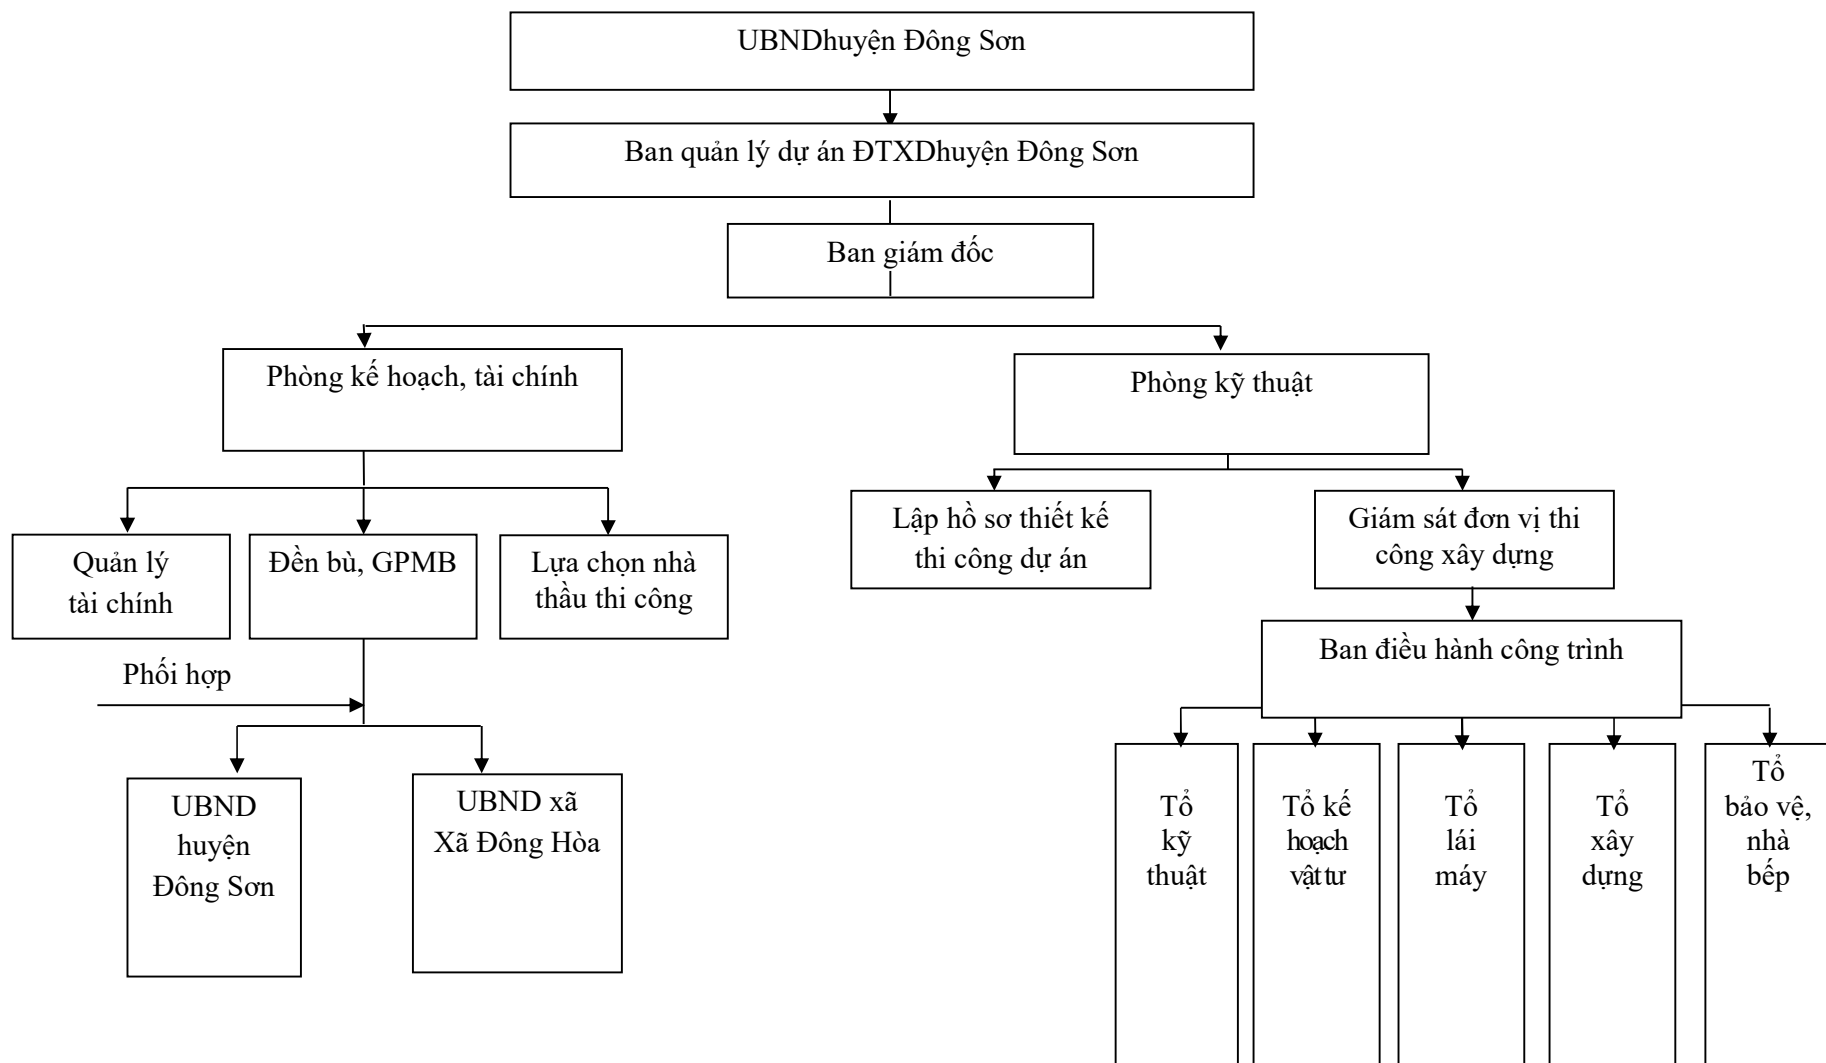 UBNDhuyện Đông Sơn
Ban quản lý dự án ĐTXDhuyện Đông Sơn
Ban giám đốc
Phòng kế hoạch, tài chính
Phòng kỹ thuật
Quản lý
tài chính
Đền bù, GPMB
Lựa chọn nhà
thầu thi công
Lập hồ sơ thiết kế
thi công dự án
Giám sát đơn vị thi
công xây dựng
Phối hợp
Ban điều hành công trình
UBND
huyện
Đông Sơn
UBND xã
Xã Đông Hòa
Tổ
kỹ
thuật
Tổ kế
hoạch
vật tư
Tổ
lái
máy
Tổ
xây
dựng
Tổ
bảo vệ,
nhà
bếp